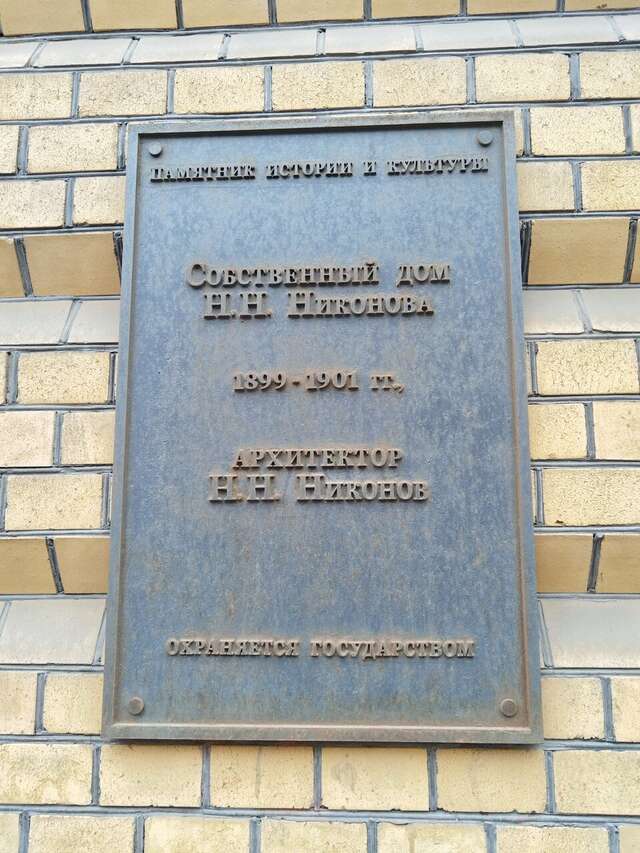 Памятник истории и культуры
Собственный дом
Н.Н. Никонова
1899-1901 гг.,
архитектор
Н.Н. Никонов
охраняется государством